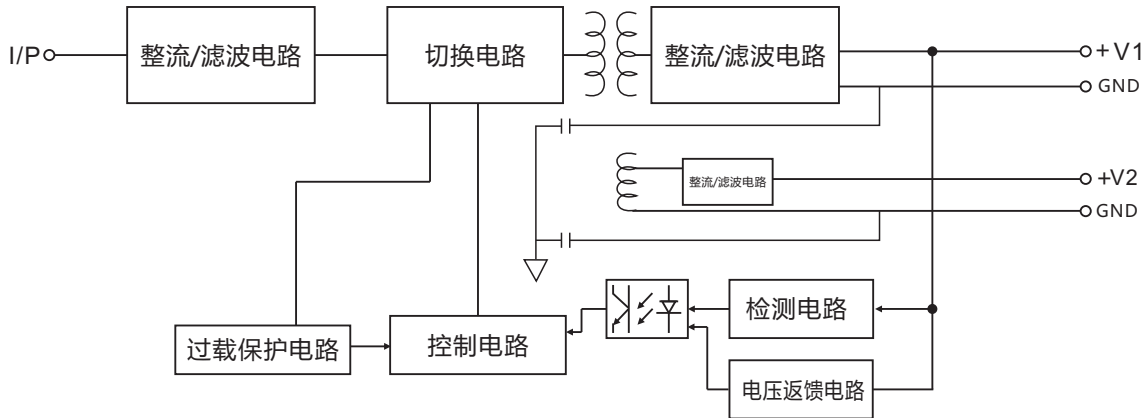 I/P
整流/滤波电路
切换电路
整流/滤波电路
+V1
GND
整流/滤波电路
+V2
GND
检测电路
过载保护电路
控制电路
电压返馈电路